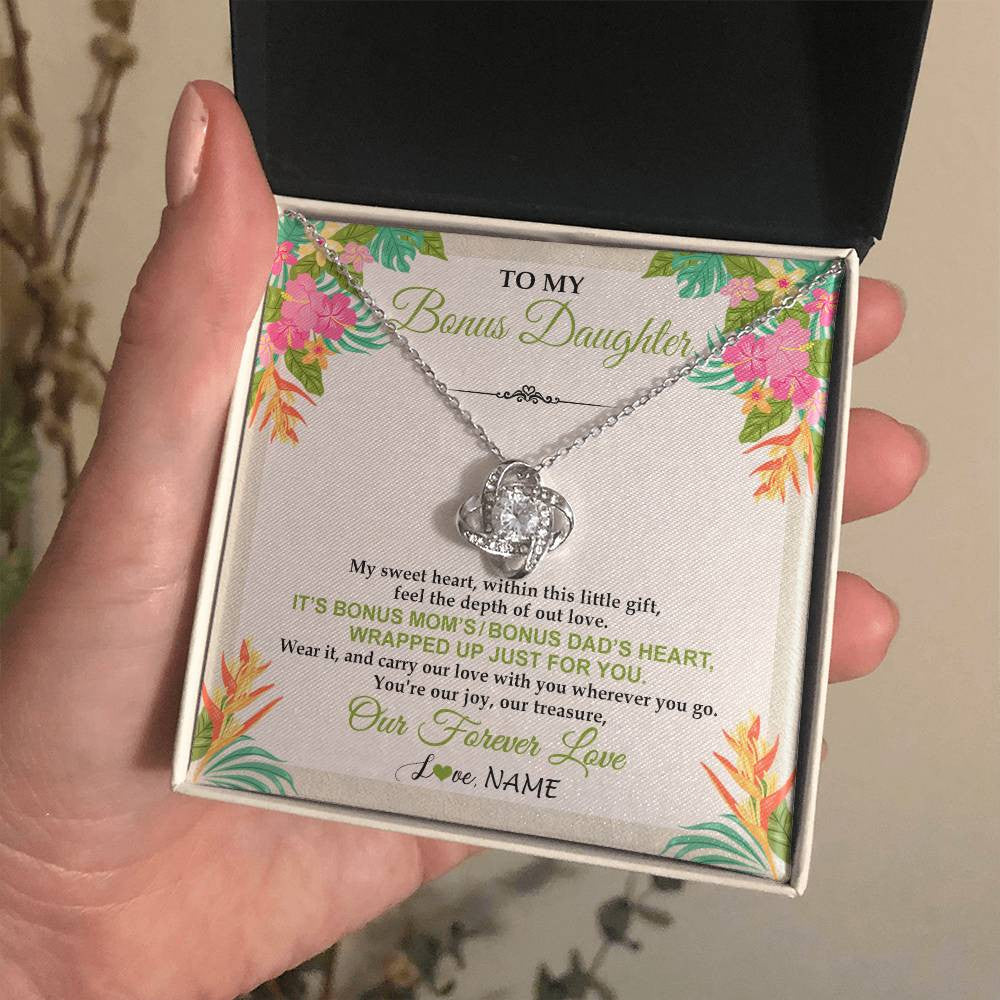 TO MY
Bonus Daughter
My sweet heart, within this little gift,
feel the depth of out love.
IT'S BONUS MOM'S/BONUS DAD'S HEART,
WRAPPED UP JUST FOR YOU.
Wear it, and carry our love with you wherever you go.
You're our joy, our treasure,
Our Forever Love
Love, NAME